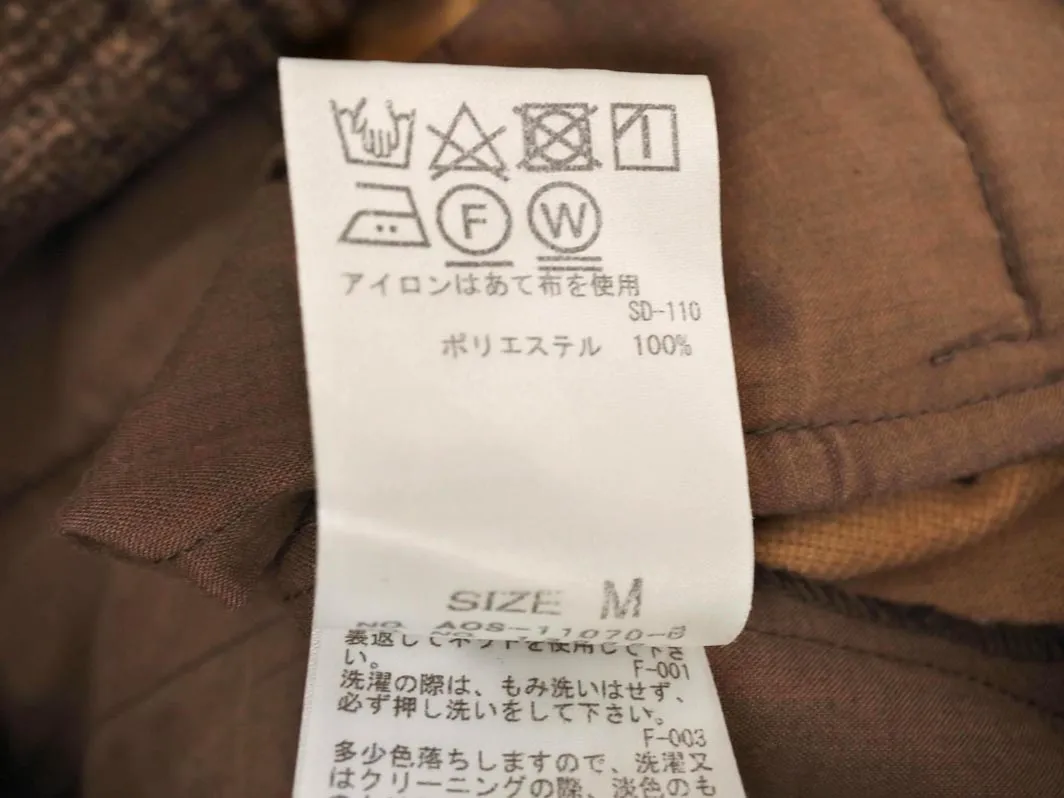 F
W
アイロンはあて布を使用
SD-110
ポリエステル 100%
SIZE M
NO. AOS-11070-B
裏返してネットを使用して下さ
い。
F-001
洗濯の際は、もみ洗いはせず、
必ず押し洗いをして下さい。
F-003
多少色落ちしますので、洗濯又
はクリーニングの際、淡色のも